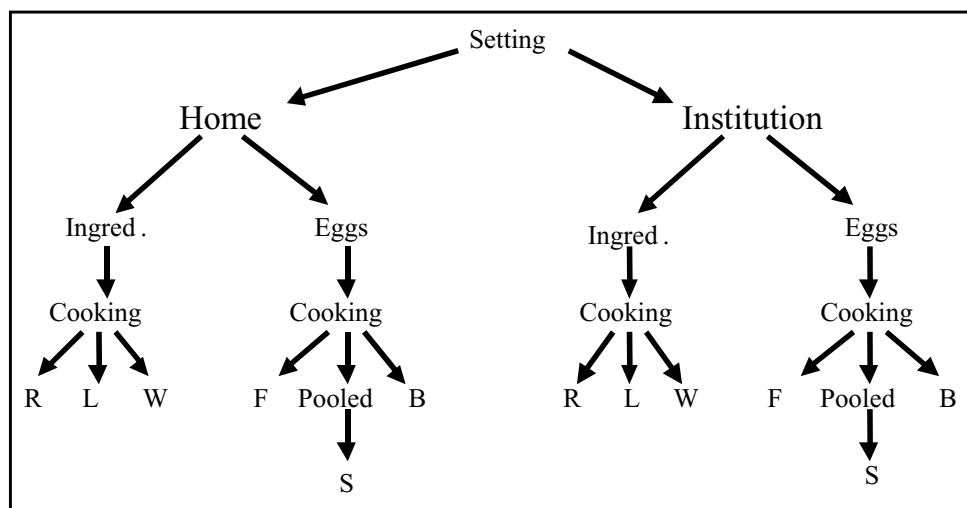 Setting
Home Institution
Ingred . Eggs Ingred . Eggs
Cooking Cooking Cooking Cooking
R L W F Pooled B R L W F Pooled B
S S